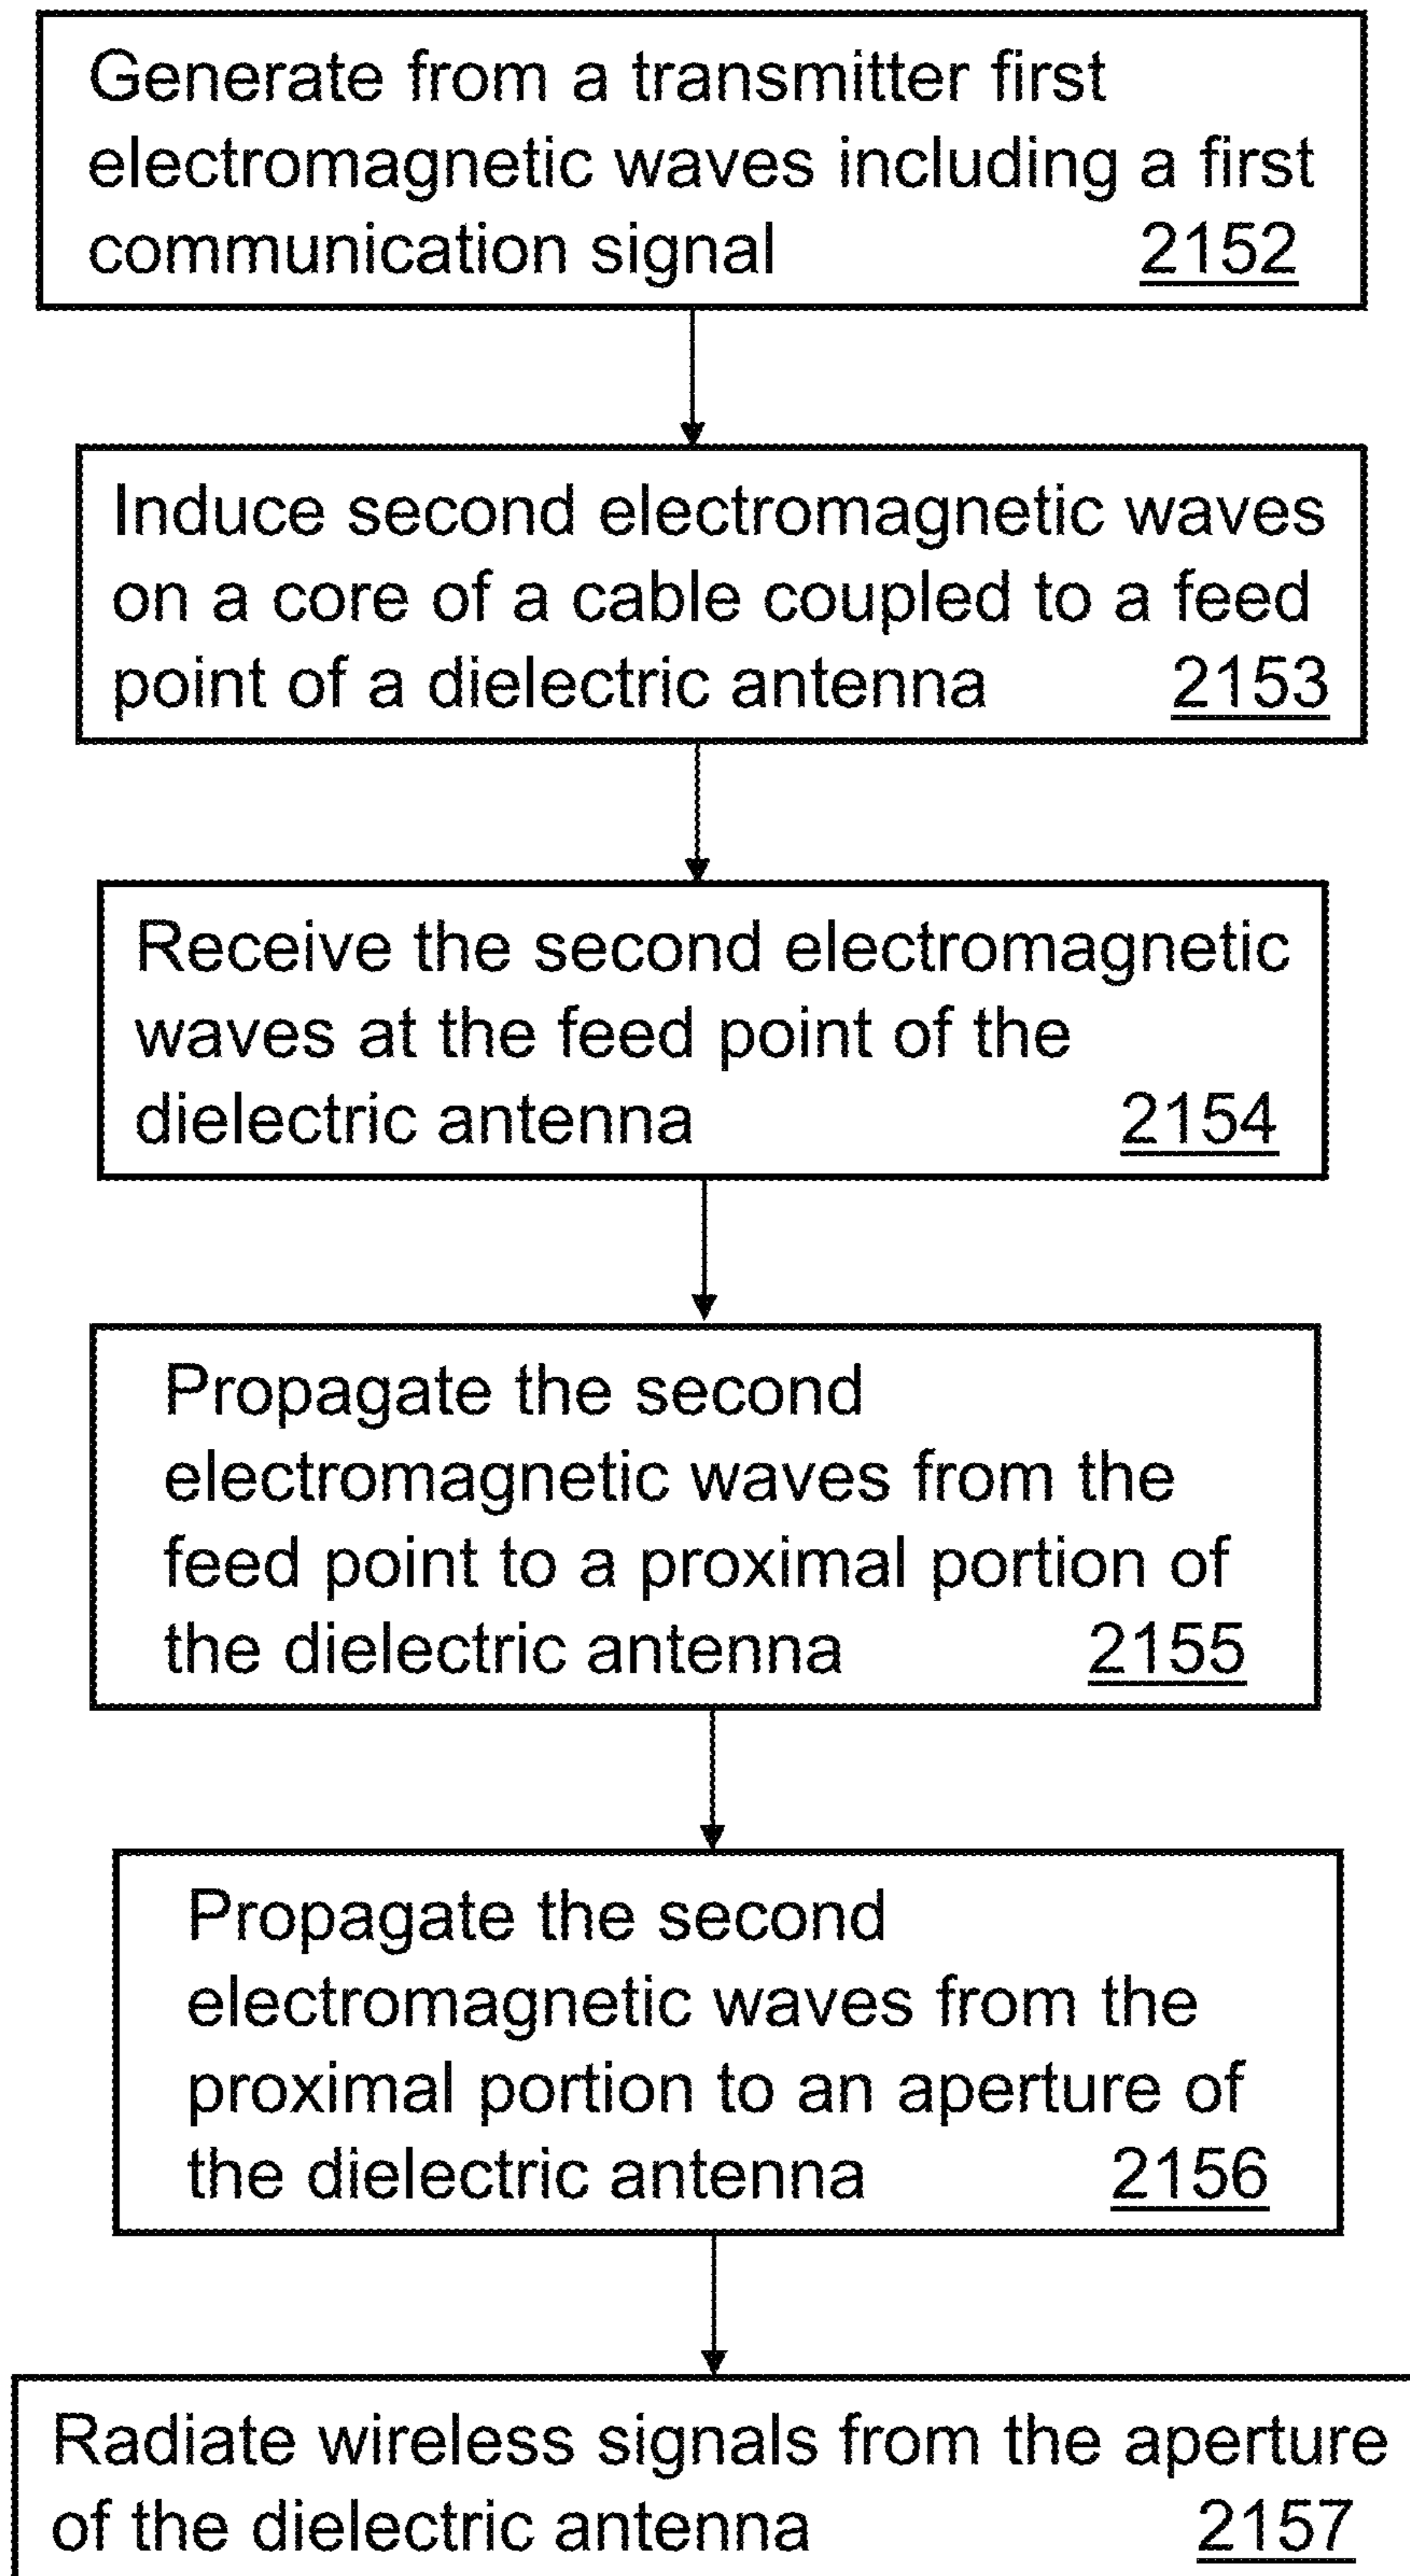 Generate from a transmitter first
electromagnetic waves including a first
communication signal 2152
Induce second electromagnetic waves
on a core of a cable coupled to a feed
point of a dielectric antenna 2153
Receive the second electromagnetic
waves at the feed point of the
dielectric antenna 2154
Propagate the second
electromagnetic waves from the
feed point to a proximal portion of
the dielectric antenna 2155
Propagate the second
electromagnetic waves from the
proximal portion to an aperture of
the dielectric antenna 2156
Radiate wireless signals from the aperture
of the dielectric antenna 2157